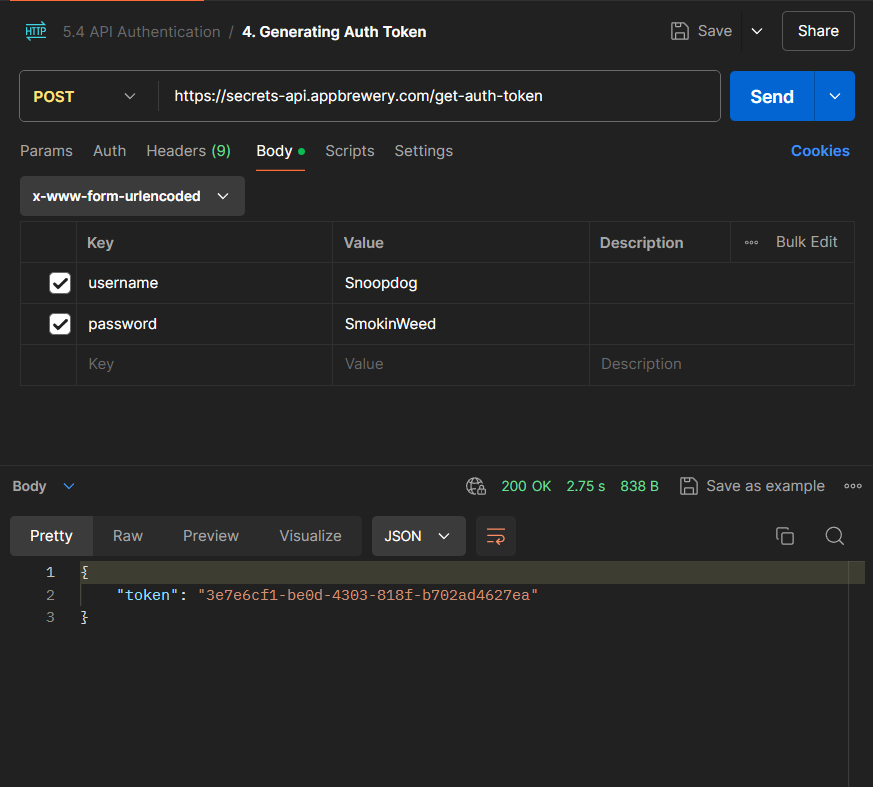 HTTP 5.4 API Authentication / 4. Generating Auth Token Save Share
POST https://secrets-api.appbrewery.com/get-auth-token Send
Params Auth Headers (9) Body Scripts Settings Cookies
x-www-form-urlencoded
Key Value Description Bulk Edit
username Snoopdog
password SmokinWeed
Key Value Description
Body 200 OK 2.75 s 838 B Save as example
Pretty Raw Preview Visualize JSON
1 {
2 "token": "3e7e6cf1-be0d-4303-818f-b702ad4627ea"
3 }